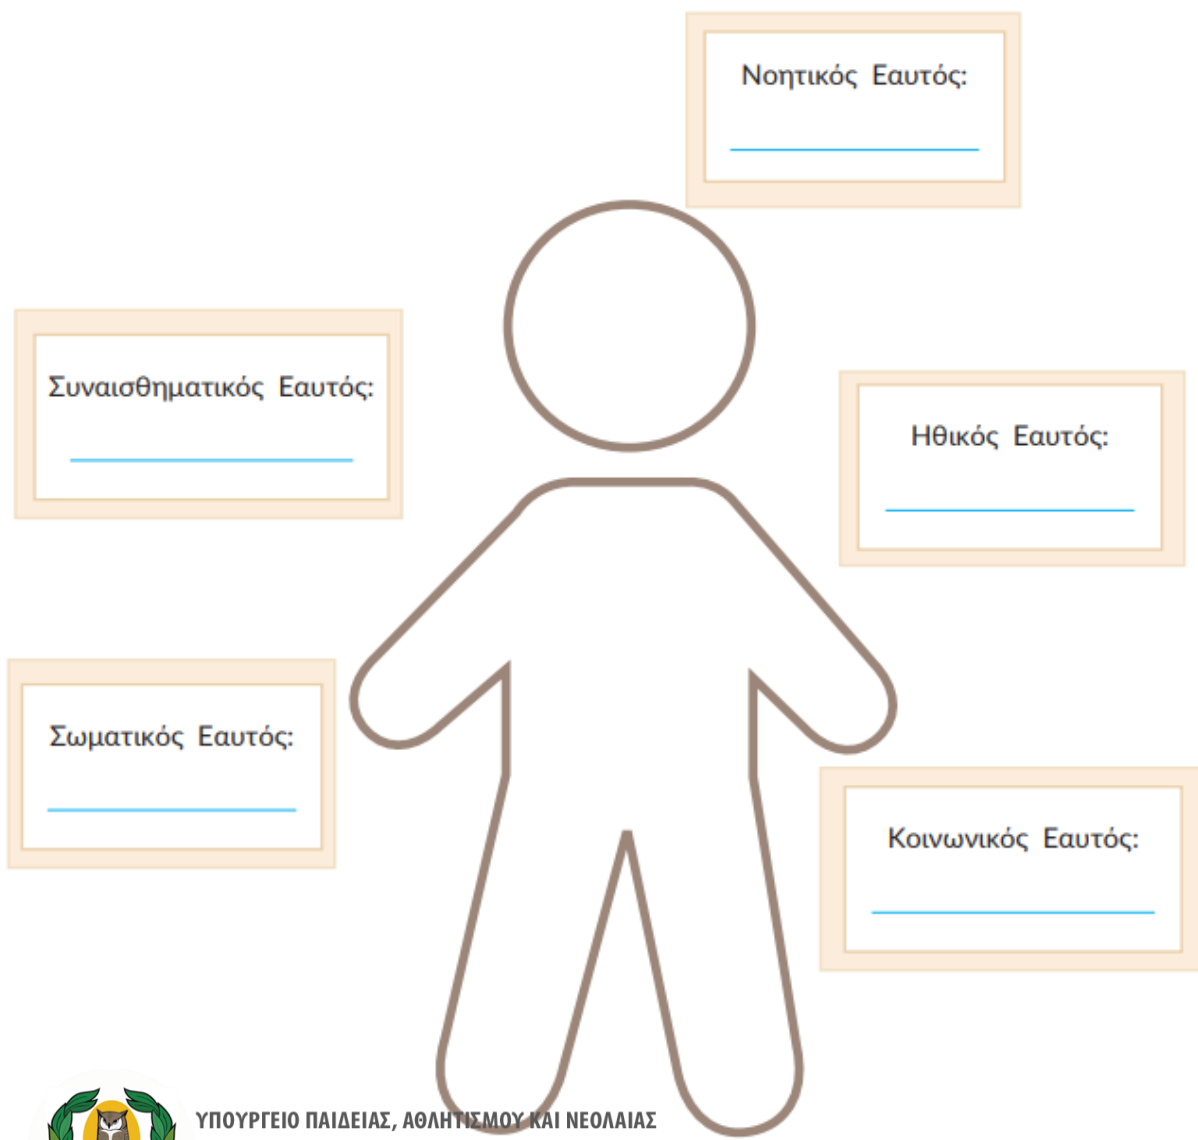 Νοητικός Εαυτός:
Συναισθηματικός Εαυτός:
Ηθικός Εαυτός:
Σωματικός Εαυτός:
Κοινωνικός Εαυτός:
ΥΠΟΥΡΓΕΙΟ ΠΑΙΔΕΙΑΣ, ΑΘΛΗΤΙΣΜΟΥ ΚΑΙ ΝΕΟΛΑΙΑΣ